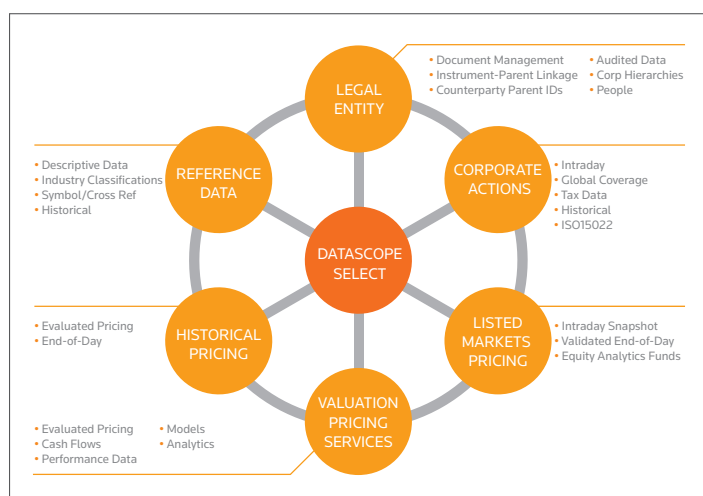 LEGAL
ENTITY
• Document Management
• Instrument-Parent Linkage
• Counterparty Parent IDs
• Audited Data
• Corp Hierarchies
• People
REFERENCE
DATA
• Descriptive Data
• Industry Classifications
• Symbol/Cross Ref
• Historical
CORPORATE
ACTIONS
• Intraday
• Global Coverage
• Tax Data
• Historical
• ISO15022
DATASCOPE
SELECT
HISTORICAL
PRICING
• Evaluated Pricing
• End-of-Day
LISTED
MARKETS
PRICING
• Intraday Snapshot
• Validated End-of-Day
• Equity Analytics Funds
VALUATION
PRICING
SERVICES
• Evaluated Pricing
• Cash Flows
• Performance Data
• Models
• Analytics